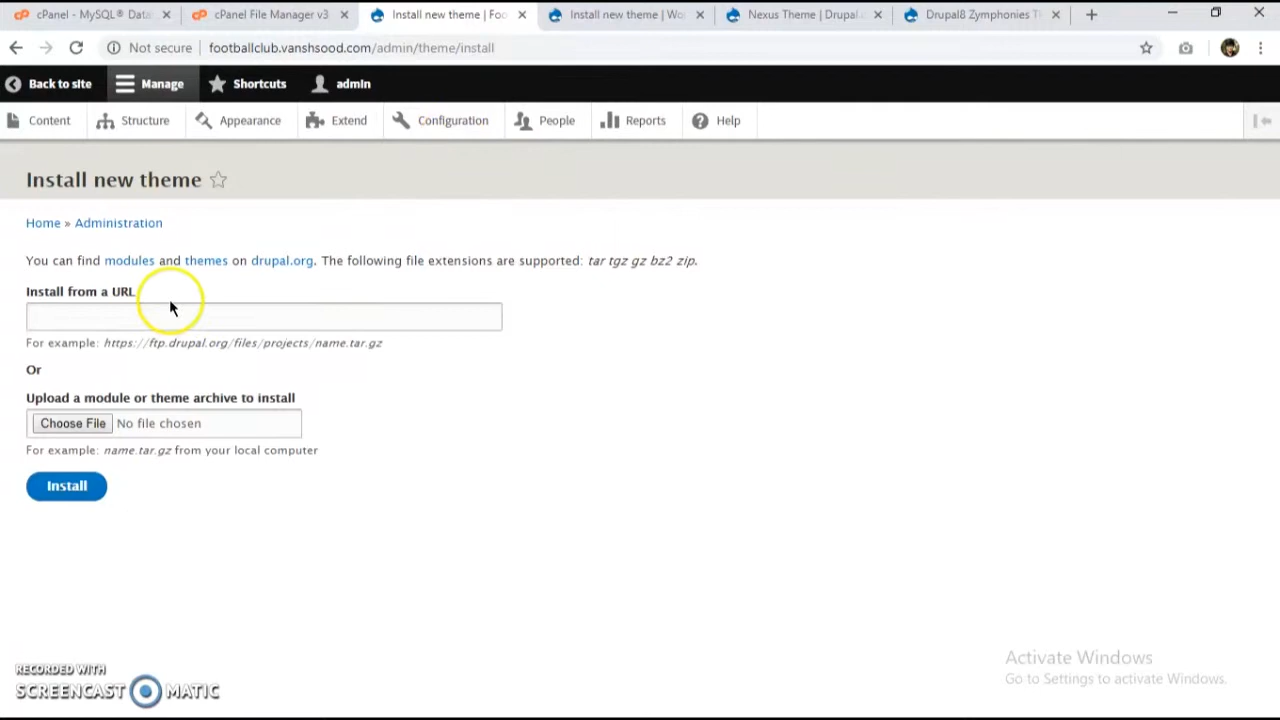 cPanel - MySQL® Data
cPanel File Manager v3
Install new theme | Foo
Install new theme | Wo
Nexus Theme | Drupal
Drupal8 Zymphonies T
Not secure footballclub.vanshsood.com/admin/theme/install
Back to site Manage Shortcuts admin
Content Structure Appearance Extend Configuration People Reports Help
Install new theme
Home » Administration
You can find modules and themes on drupal.org. The following file extensions are supported: tar tgz gz bz2 zip.
Install from a URL
For example: https://ftp.drupal.org/files/projects/name.tar.gz
Or
Upload a module or theme archive to install
Choose File No file chosen
For example: name.tar.gz from your local computer
Install
Activate Windows
Go to Settings to activate Windows.
RECORDED WITH
SCREENCAST MATIC